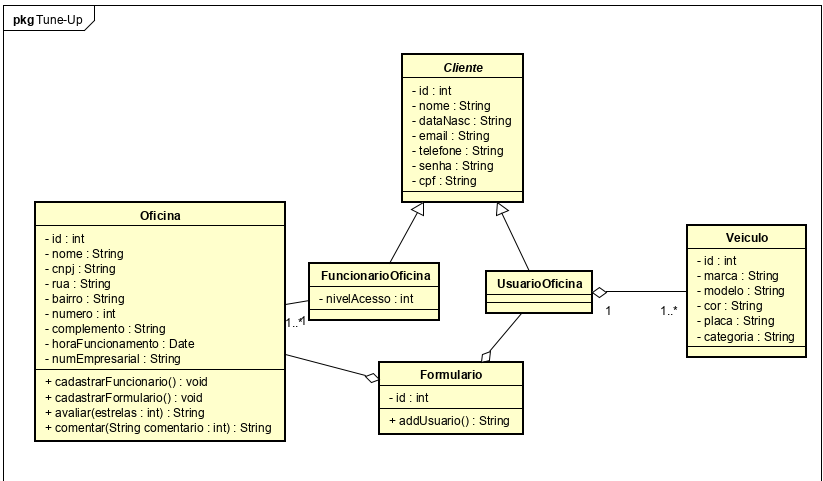 pkg Tune-Up
Cliente
- id : int
- nome : String
- dataNasc : String
- email : String
- telefone : String
- senha : String
- cpf : String
Oficina
- id : int
- nome : String
- cnpj : String
- rua : String
- bairro : String
- numero : int
- complemento : String
- horaFuncionamento : Date
- numEmpresarial : String
+ cadastrarFuncionario() : void
+ cadastrarFormulario() : void
+ avaliar(estrelas : int) : String
+ comentar(String comentario : int) : String
FuncionarioOficina
- nivelAcesso : int
1..*
1
UsuarioOficina
1
1..*
Veiculo
- id : int
- marca : String
- modelo : String
- cor : String
- placa : String
- categoria : String
Formulario
- id : int
+ addUsuario() : String